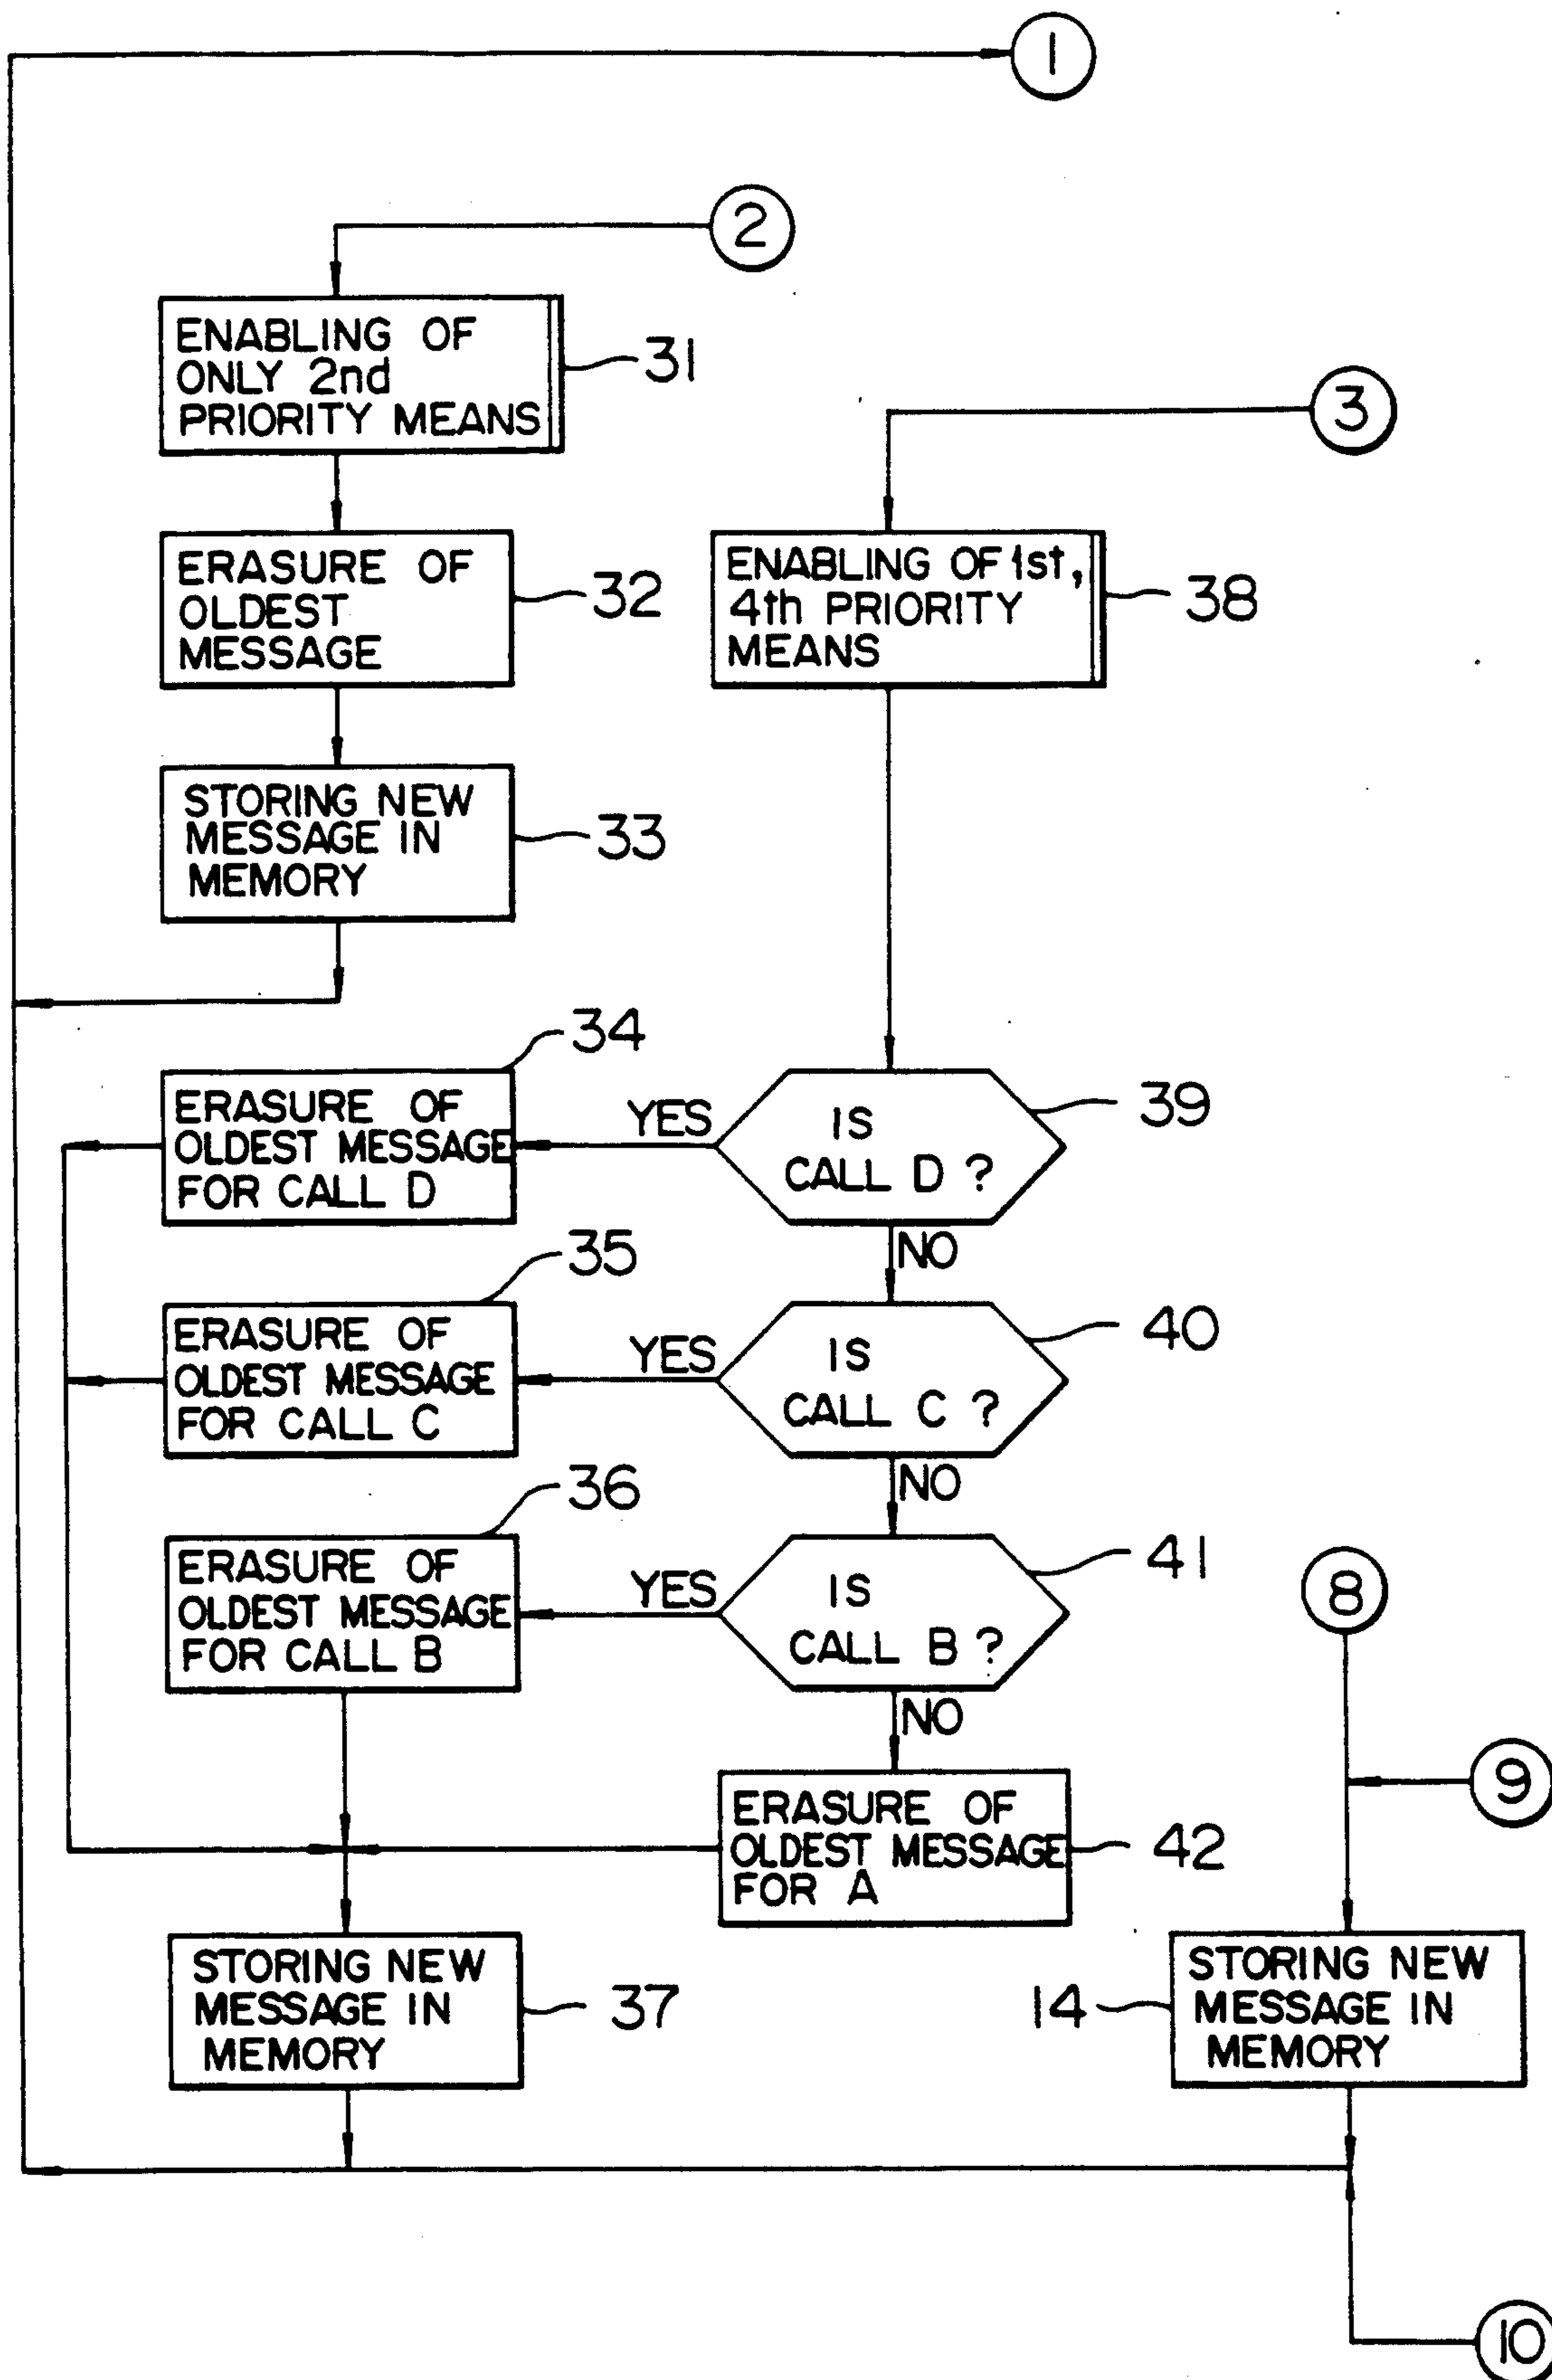 1
2
ENABLING OF
ONLY 2nd
PRIORITY MEANS
31
3
ERASURE OF
OLDEST
MESSAGE
32
ENABLING OF 1st,
4th PRIORITY
MEANS
38
STORING NEW
MESSAGE IN
MEMORY
33
34
ERASURE OF
OLDEST MESSAGE
FOR CALL D
YES
IS
CALL D ?
39
NO
35
ERASURE OF
OLDEST MESSAGE
FOR CALL C
YES
IS
CALL C ?
40
NO
36
ERASURE OF
OLDEST MESSAGE
FOR CALL B
YES
IS
CALL B ?
41
NO
8
9
ERASURE OF
OLDEST MESSAGE
FOR A
42
STORING NEW
MESSAGE IN
MEMORY
37
14
STORING NEW
MESSAGE IN
MEMORY
10